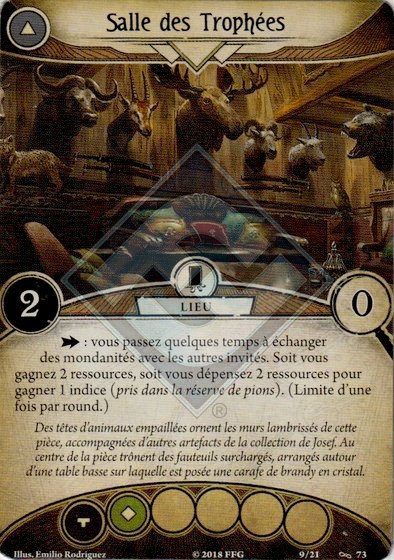 Salle des Trophées
2
LIEU
0
: vous passez quelques temps à échanger
des mondanités avec les autres invités. Soit vous
gagnez 2 ressources, soit vous dépensez 2 ressources pour
gagner 1 indice (pris dans la réserve de pions). (Limite d'une
fois par round.)
Des têtes d'animaux empaillées ornent les murs lambrissés de cette
pièce, accompagnées d'autres artefacts de la collection de Josef. Au
centre de la pièce trônent des fauteuils surchargés, arrangés autour
d'une table basse sur laquelle est posée une carafe de brandy en cristal.
Illus. Emilio Rodriguez © 2018 FFG 9/21 73